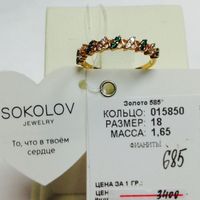 SOKOLOV
JEWELRY
То, что в твоём
сердце
Золото 585°
КОЛЬЦО: 015850
РАЗМЕР: 18
МАССА: 1,65
ФИАНИТЫ
685
ЦЕНА ЗА 1 ГР.:
3400
ЦЕНА